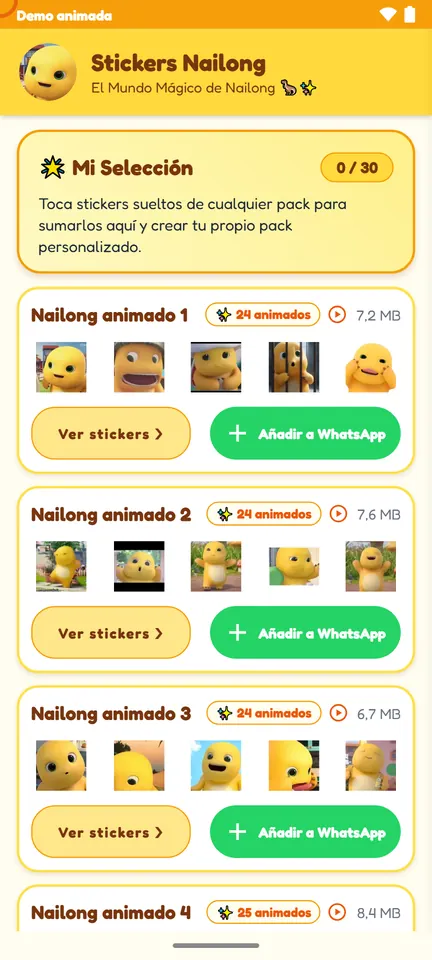 Demo animada
Stickers Nailong
El Mundo Mágico de Nailong 🦕✨
🌟 Mi Selección
0 / 30
Toca stickers sueltos de cualquier pack para
sumarlos aquí y crear tu propio pack
personalizado.
Nailong animado 1
✨ 24 animados
7,2 MB
Ver stickers
Añadir a WhatsApp
Nailong animado 2
✨ 24 animados
7,6 MB
Ver stickers
Añadir a WhatsApp
Nailong animado 3
✨ 24 animados
6,7 MB
Ver stickers
Añadir a WhatsApp
Nailong animado 4
✨ 25 animados
8,4 MB